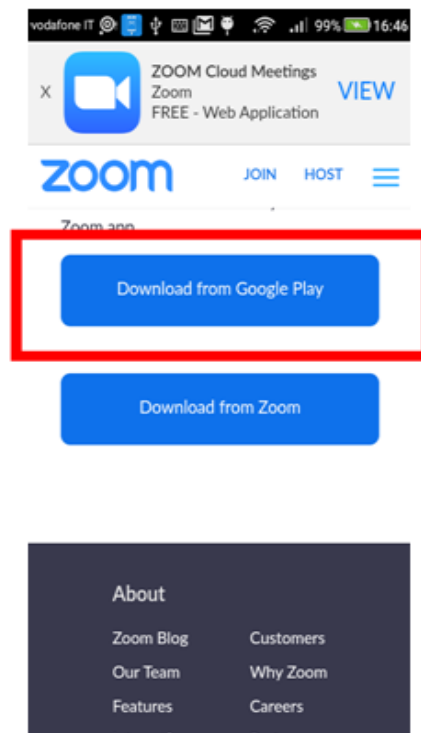 vodafone IT 99% 16:46
ZOOM Cloud Meetings
X Zoom VIEW
FREE - Web Application
zoom JOIN HOST
Zoom app
Download from Google Play
Download from Zoom
About
Zoom Blog Customers
Our Team Why Zoom
Features Careers